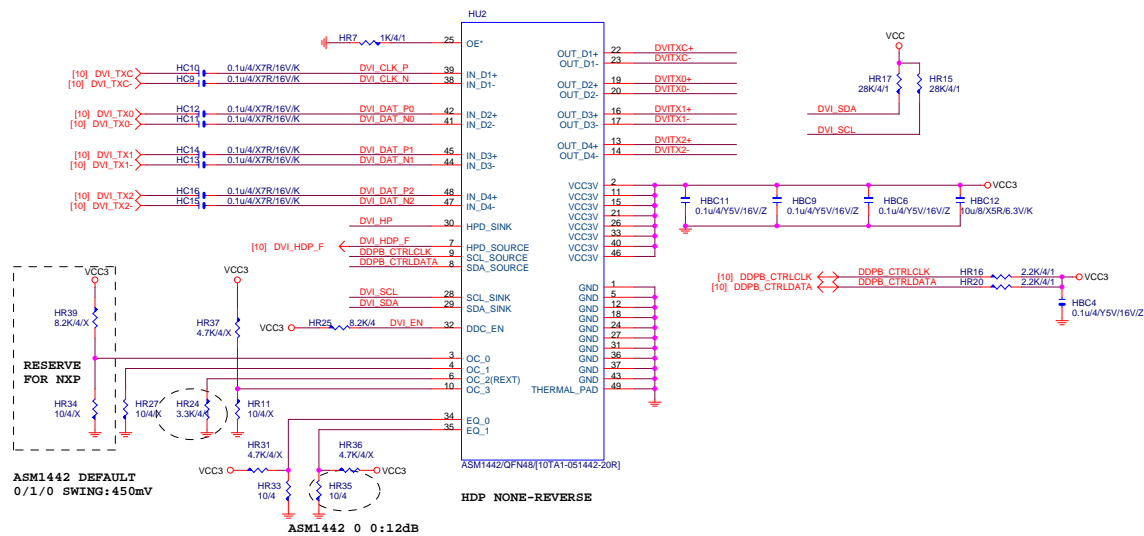 HU2
HR7 1K/4/1 25 OE*
[10] DVI_TXC HC10 0.1u/4/X7R/16V/K DVI_CLK_P 39 IN_D1+
[10] DVI_TXC- HC9 0.1u/4/X7R/16V/K DVI_CLK_N 38 IN_D1-
[10] DVI_TX0 HC12 0.1u/4/X7R/16V/K DVI_DAT_P0 42 IN_D2+
[10] DVI_TX0- HC11 0.1u/4/X7R/16V/K DVI_DAT_N0 41 IN_D2-
[10] DVI_TX1 HC14 0.1u/4/X7R/16V/K DVI_DAT_P1 45 IN_D3+
[10] DVI_TX1- HC13 0.1u/4/X7R/16V/K DVI_DAT_N1 44 IN_D3-
[10] DVI_TX2 HC16 0.1u/4/X7R/16V/K DVI_DAT_P2 48 IN_D4+
[10] DVI_TX2- HC15 0.1u/4/X7R/16V/K DVI_DAT_N2 47 IN_D4-
DVI_HP 30 HPD_SINK
[10] DVI_HDP_F DVI_HDP_F 7 HPD_SOURCE
DDPB_CTRLCLK 9 SCL_SOURCE
DDPB_CTRLDATA 8 SDA_SOURCE
DVI_SCL 28 SCL_SINK
DVI_SDA 29 SDA_SINK
VCC3 HR25 8.2K/4 DVI_EN 32 DDC_EN
3 OC_0
4 OC_1
6 OC_2(REXT)
10 OC_3
34 EQ_0
35 EQ_1
OUT_D1+ 22 DVITXC+
OUT_D1- 23 DVITXC-
OUT_D2+ 19 DVITX0+
OUT_D2- 20 DVITX0-
OUT_D3+ 16 DVITX1+
OUT_D3- 17 DVITX1-
OUT_D4+ 13 DVITX2+
OUT_D4- 14 DVITX2-
VCC3V 2
VCC3V 11
VCC3V 15
VCC3V 21
VCC3V 26
VCC3V 33
VCC3V 40
VCC3V 46
GND 1
GND 5
GND 12
GND 18
GND 24
GND 27
GND 31
GND 36
GND 37
GND 43
THERMAL_PAD 49
ASM1442/QFN48/[10TA1-051442-20R]
HDP NONE-REVERSE
VCC
HR17
28K/4/1
HR15
28K/4/1
DVI_SDA
DVI_SCL
VCC3
HBC11
0.1u/4/Y5V/16V/Z
HBC9
0.1u/4/Y5V/16V/Z
HBC6
0.1u/4/Y5V/16V/Z
HBC12
10u/8/X5R/6.3V/K
[10] DDPB_CTRLCLK DDPB_CTRLCLK HR16 2.2K/4/1 VCC3
[10] DDPB_CTRLDATA DDPB_CTRLDATA HR20 2.2K/4/1
HBC4
0.1u/4/Y5V/16V/Z
VCC3
HR39
8.2K/4/X
RESERVE
FOR NXP
HR34
10/4/X
VCC3
HR37
4.7K/4/X
HR27
10/4/X
HR24
3.3K/4/X
HR11
10/4/X
HR31
4.7K/4/X
VCC3
HR33
10/4
HR36
4.7K/4/X
VCC3
HR35
10/4
ASM1442 DEFAULT
0/1/0 SWING:450mV
ASM1442 0 0:12dB